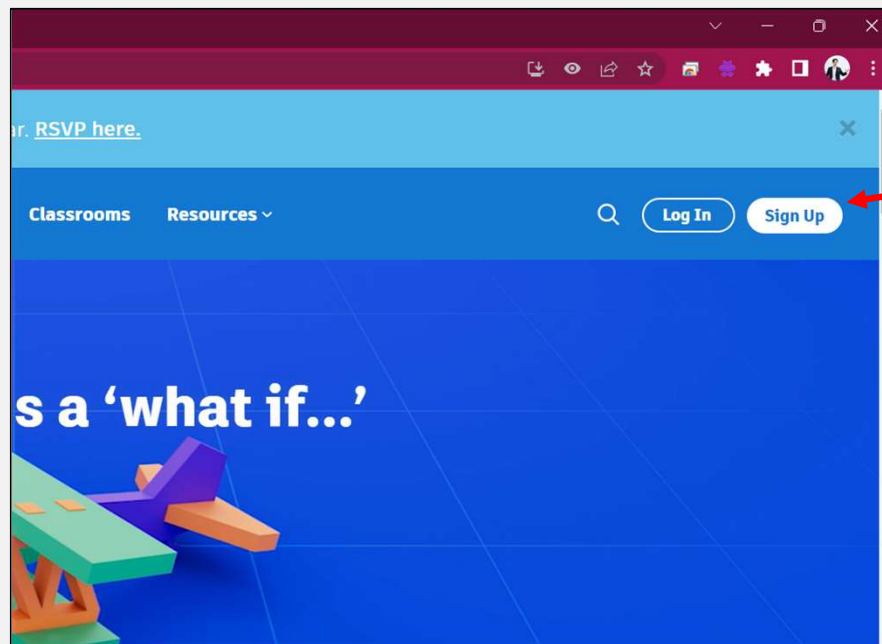 ar. RSVP here.
Classrooms Resources Log In Sign Up
s a ‘what if...’